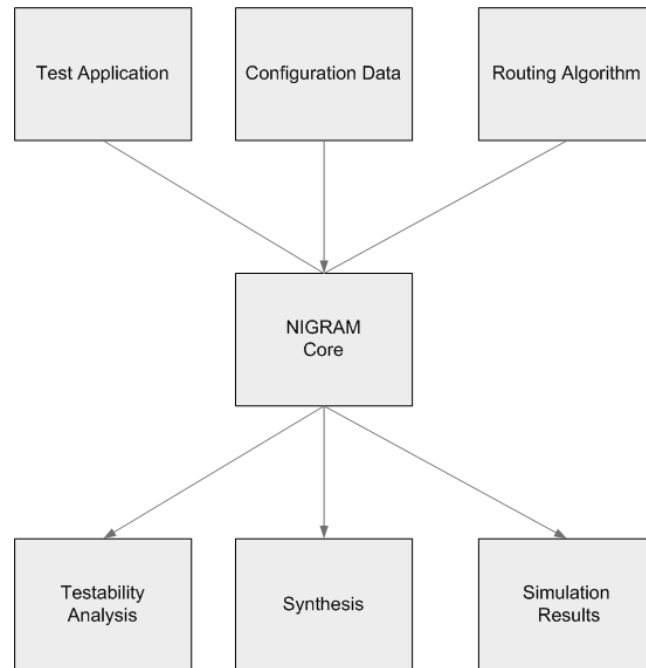 Test Application
Configuration Data
Routing Algorithm
NIGRAM
Core
Testability
Analysis
Synthesis
Simulation
Results